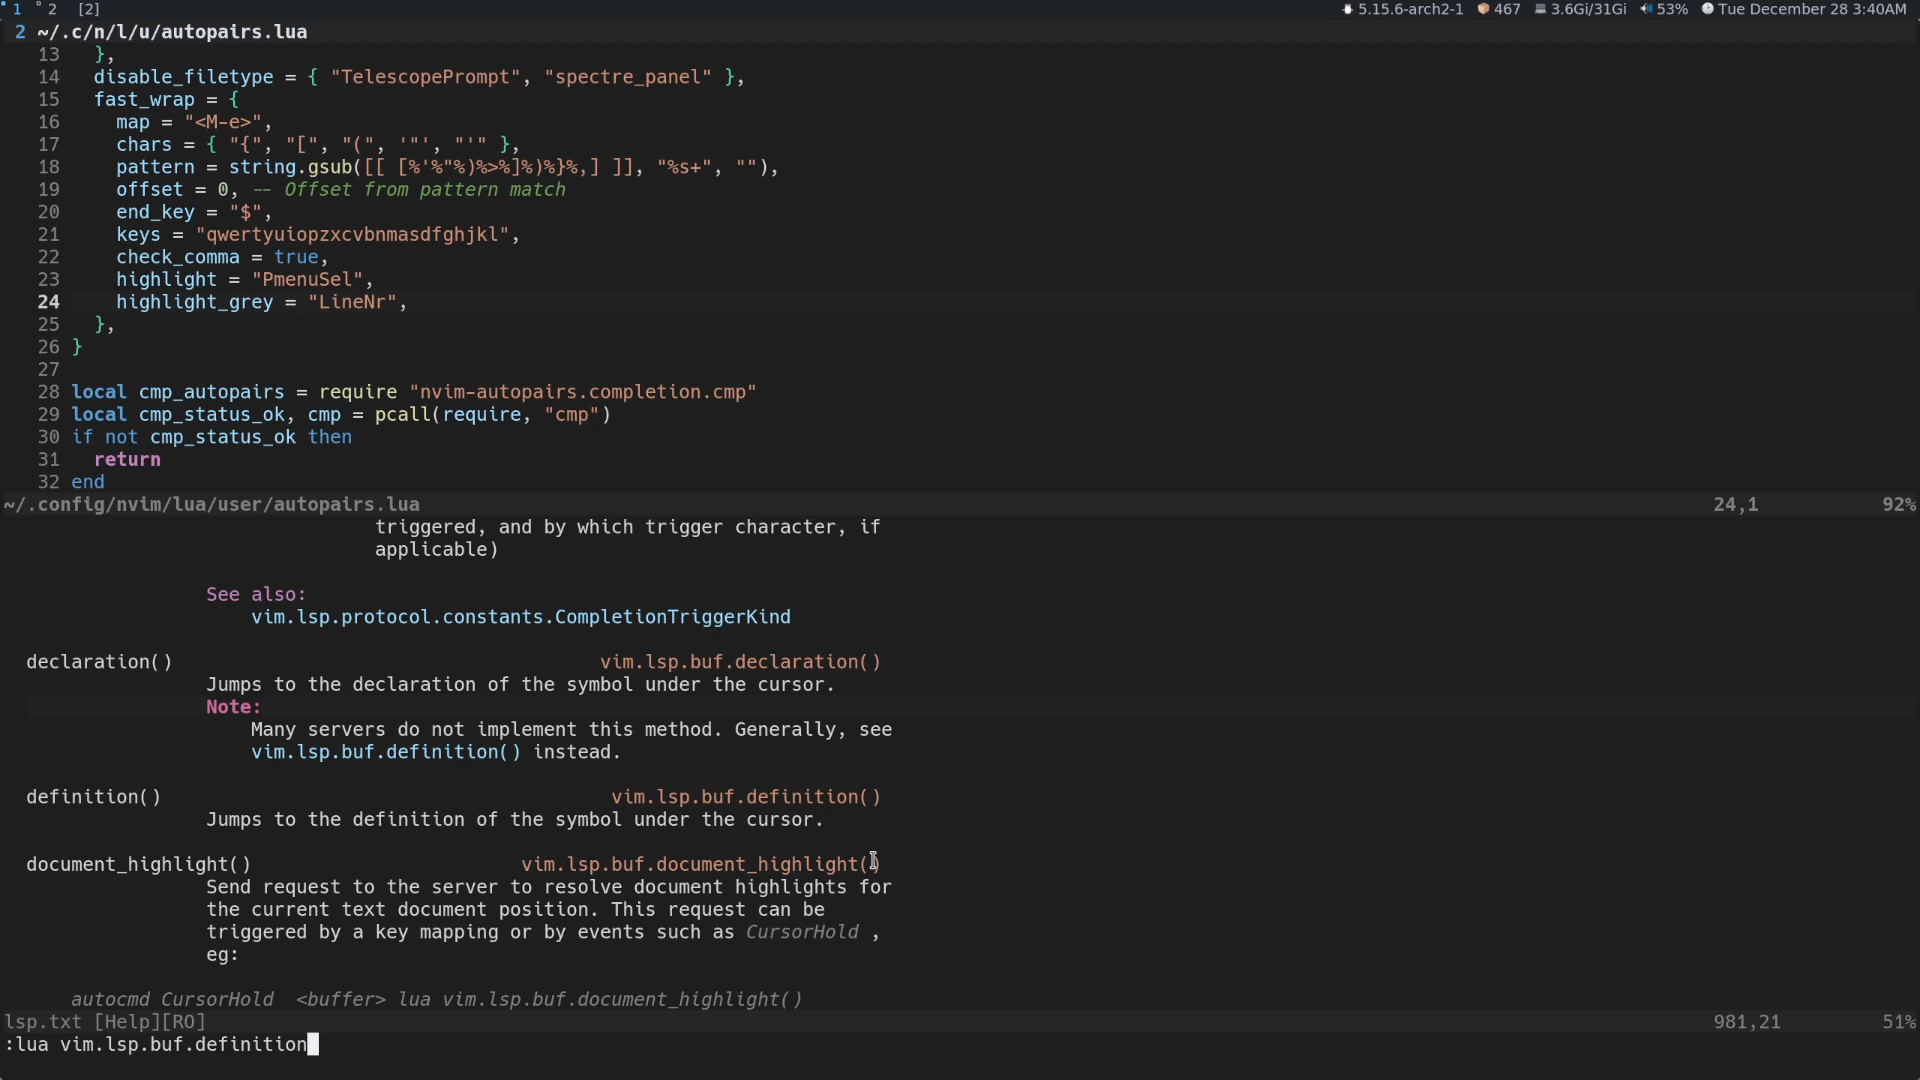 1 2 [2] 5.15.6-arch2-1 467 3.6Gi/31Gi 53% Tue December 28 3:40AM
2 ~/.c/n/l/u/autopairs.lua
13   },
14   disable_filetype = { "TelescopePrompt", "spectre_panel" },
15   fast_wrap = {
16     map = "<M-e>",
17     chars = { "{", "[", "(", '"', "'" },
18     pattern = string.gsub([[ [%'%"%)%>%]%)%}%,] ]], "%s+", ""),
19     offset = 0, -- Offset from pattern match
20     end_key = "$",
21     keys = "qwertyuiopzxcvbnmasdfghjkl",
22     check_comma = true,
23     highlight = "PmenuSel",
24     highlight_grey = "LineNr",
25   },
26 }
27
28 local cmp_autopairs = require "nvim-autopairs.completion.cmp"
29 local cmp_status_ok, cmp = pcall(require, "cmp")
30 if not cmp_status_ok then
31   return
32 end
~/.config/nvim/lua/user/autopairs.lua 24,1 92%
triggered, and by which trigger character, if
applicable)
See also:
vim.lsp.protocol.constants.CompletionTriggerKind
declaration() vim.lsp.buf.declaration()
Jumps to the declaration of the symbol under the cursor.
Note:
Many servers do not implement this method. Generally, see
vim.lsp.buf.definition() instead.
definition() vim.lsp.buf.definition()
Jumps to the definition of the symbol under the cursor.
document_highlight() vim.lsp.buf.document_highlight()
Send request to the server to resolve document highlights for
the current text document position. This request can be
triggered by a key mapping or by events such as CursorHold ,
eg:
autocmd CursorHold  <buffer> lua vim.lsp.buf.document_highlight()
lsp.txt [Help][RO] 981,21 51%
:lua vim.lsp.buf.definition